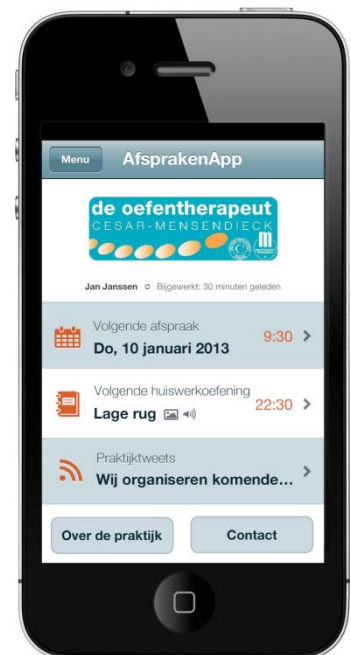 Menu
AfsprakenApp
de oefentherapeut
CESAR-MENSENDIECK
Jan Janssen Bijgewerkt: 30 minuten geleden
Volgende afspraak
Do, 10 januari 2013
9:30
Volgende huiswerkoefening
Lage rug
22:30
Praktijktweets
Wij organiseren komende...
Over de praktijk
Contact